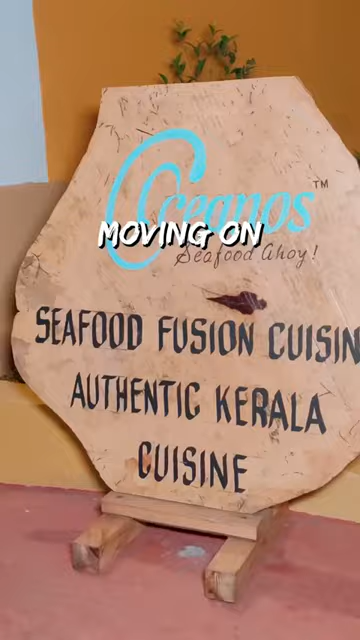 Oceanos™
MOVING ON
Seafood Ahoy!
SEAFOOD FUSION CUISIN
AUTHENTIC KERALA
CUISINE